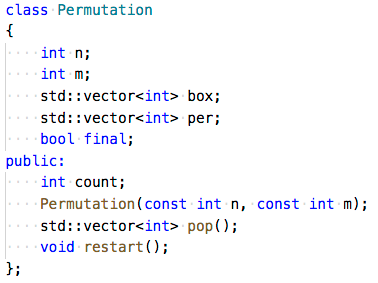 class Permutation
{
    int n;
    int m;
    std::vector<int> box;
    std::vector<int> per;
    bool final;
public:
    int count;
    Permutation(const int n, const int m);
    std::vector<int> pop();
    void restart();
};